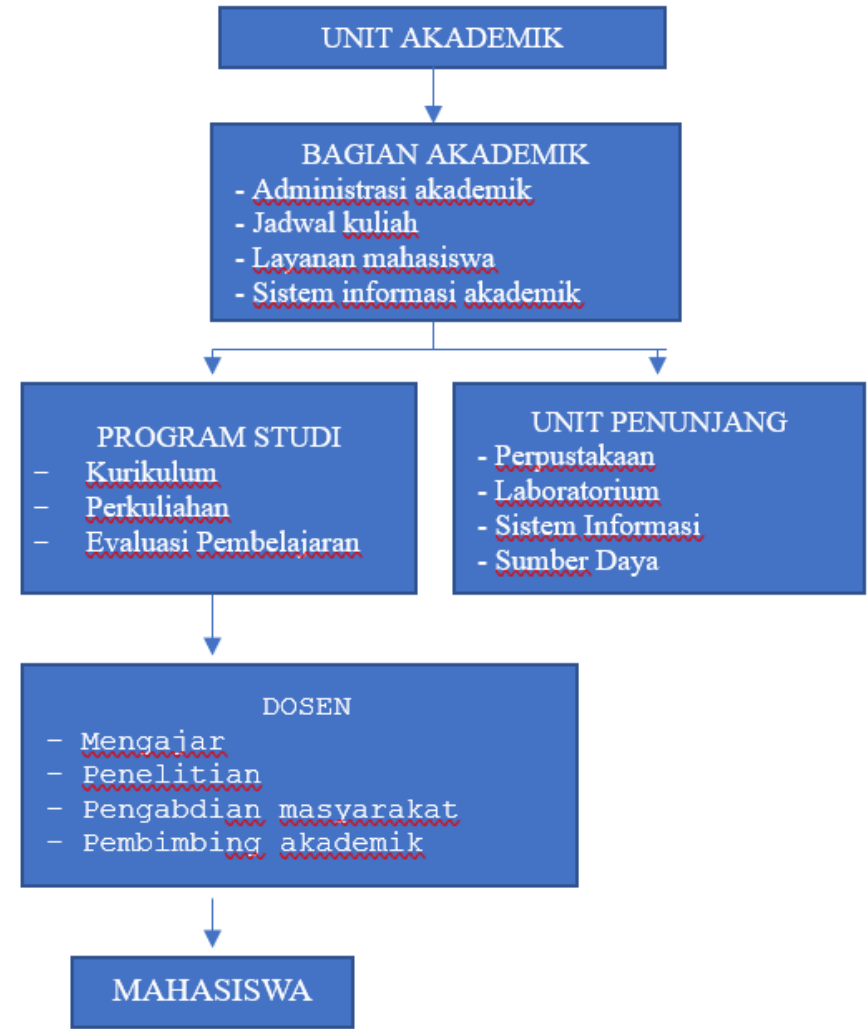 UNIT AKADEMIK
BAGIAN AKADEMIK
- Administrasi akademik
- Jadwal kuliah
- Layanan mahasiswa
- Sistem informasi akademik
PROGRAM STUDI
– Kurikulum
– Perkuliahan
– Evaluasi Pembelajaran
UNIT PENUNJANG
- Perpustakaan
- Laboratorium
- Sistem Informasi
- Sumber Daya
DOSEN
– Mengajar
– Penelitian
– Pengabdian masyarakat
– Pembimbing akademik
MAHASISWA